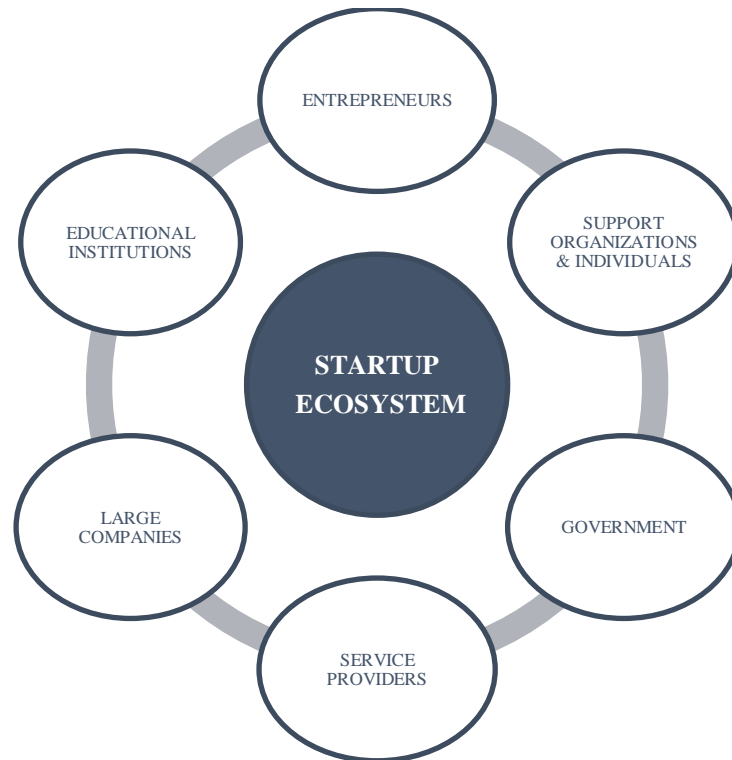 ENTREPRENEURS
SUPPORT
ORGANIZATIONS
& INDIVIDUALS
EDUCATIONAL
INSTITUTIONS
STARTUP
ECOSYSTEM
LARGE
COMPANIES
GOVERNMENT
SERVICE
PROVIDERS